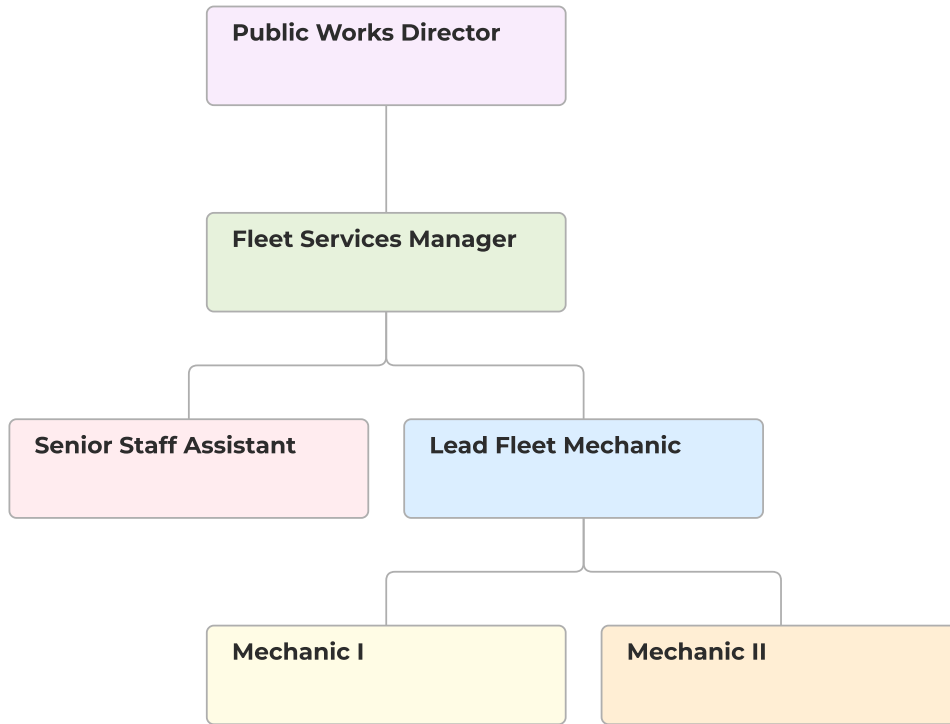 Public Works Director
Fleet Services Manager
Senior Staff Assistant
Lead Fleet Mechanic
Mechanic I
Mechanic II